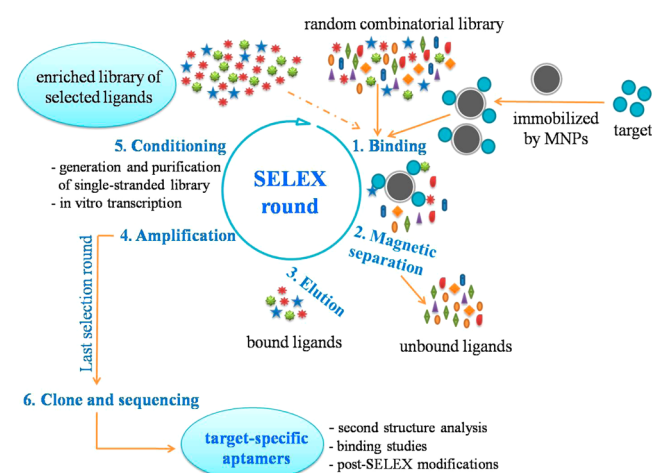 random combinatorial library
enriched library of
selected ligands
immobilized
by MNPs
target
5. Conditioning
- generation and purification
of single-stranded library
- in vitro transcription
1. Binding
SELEX
round
4. Amplification
2. Magnetic
separation
3. Elution
bound ligands
unbound ligands
Last selection round
6. Clone and sequencing
target-specific
aptamers
- second structure analysis
- binding studies
- post-SELEX modifications